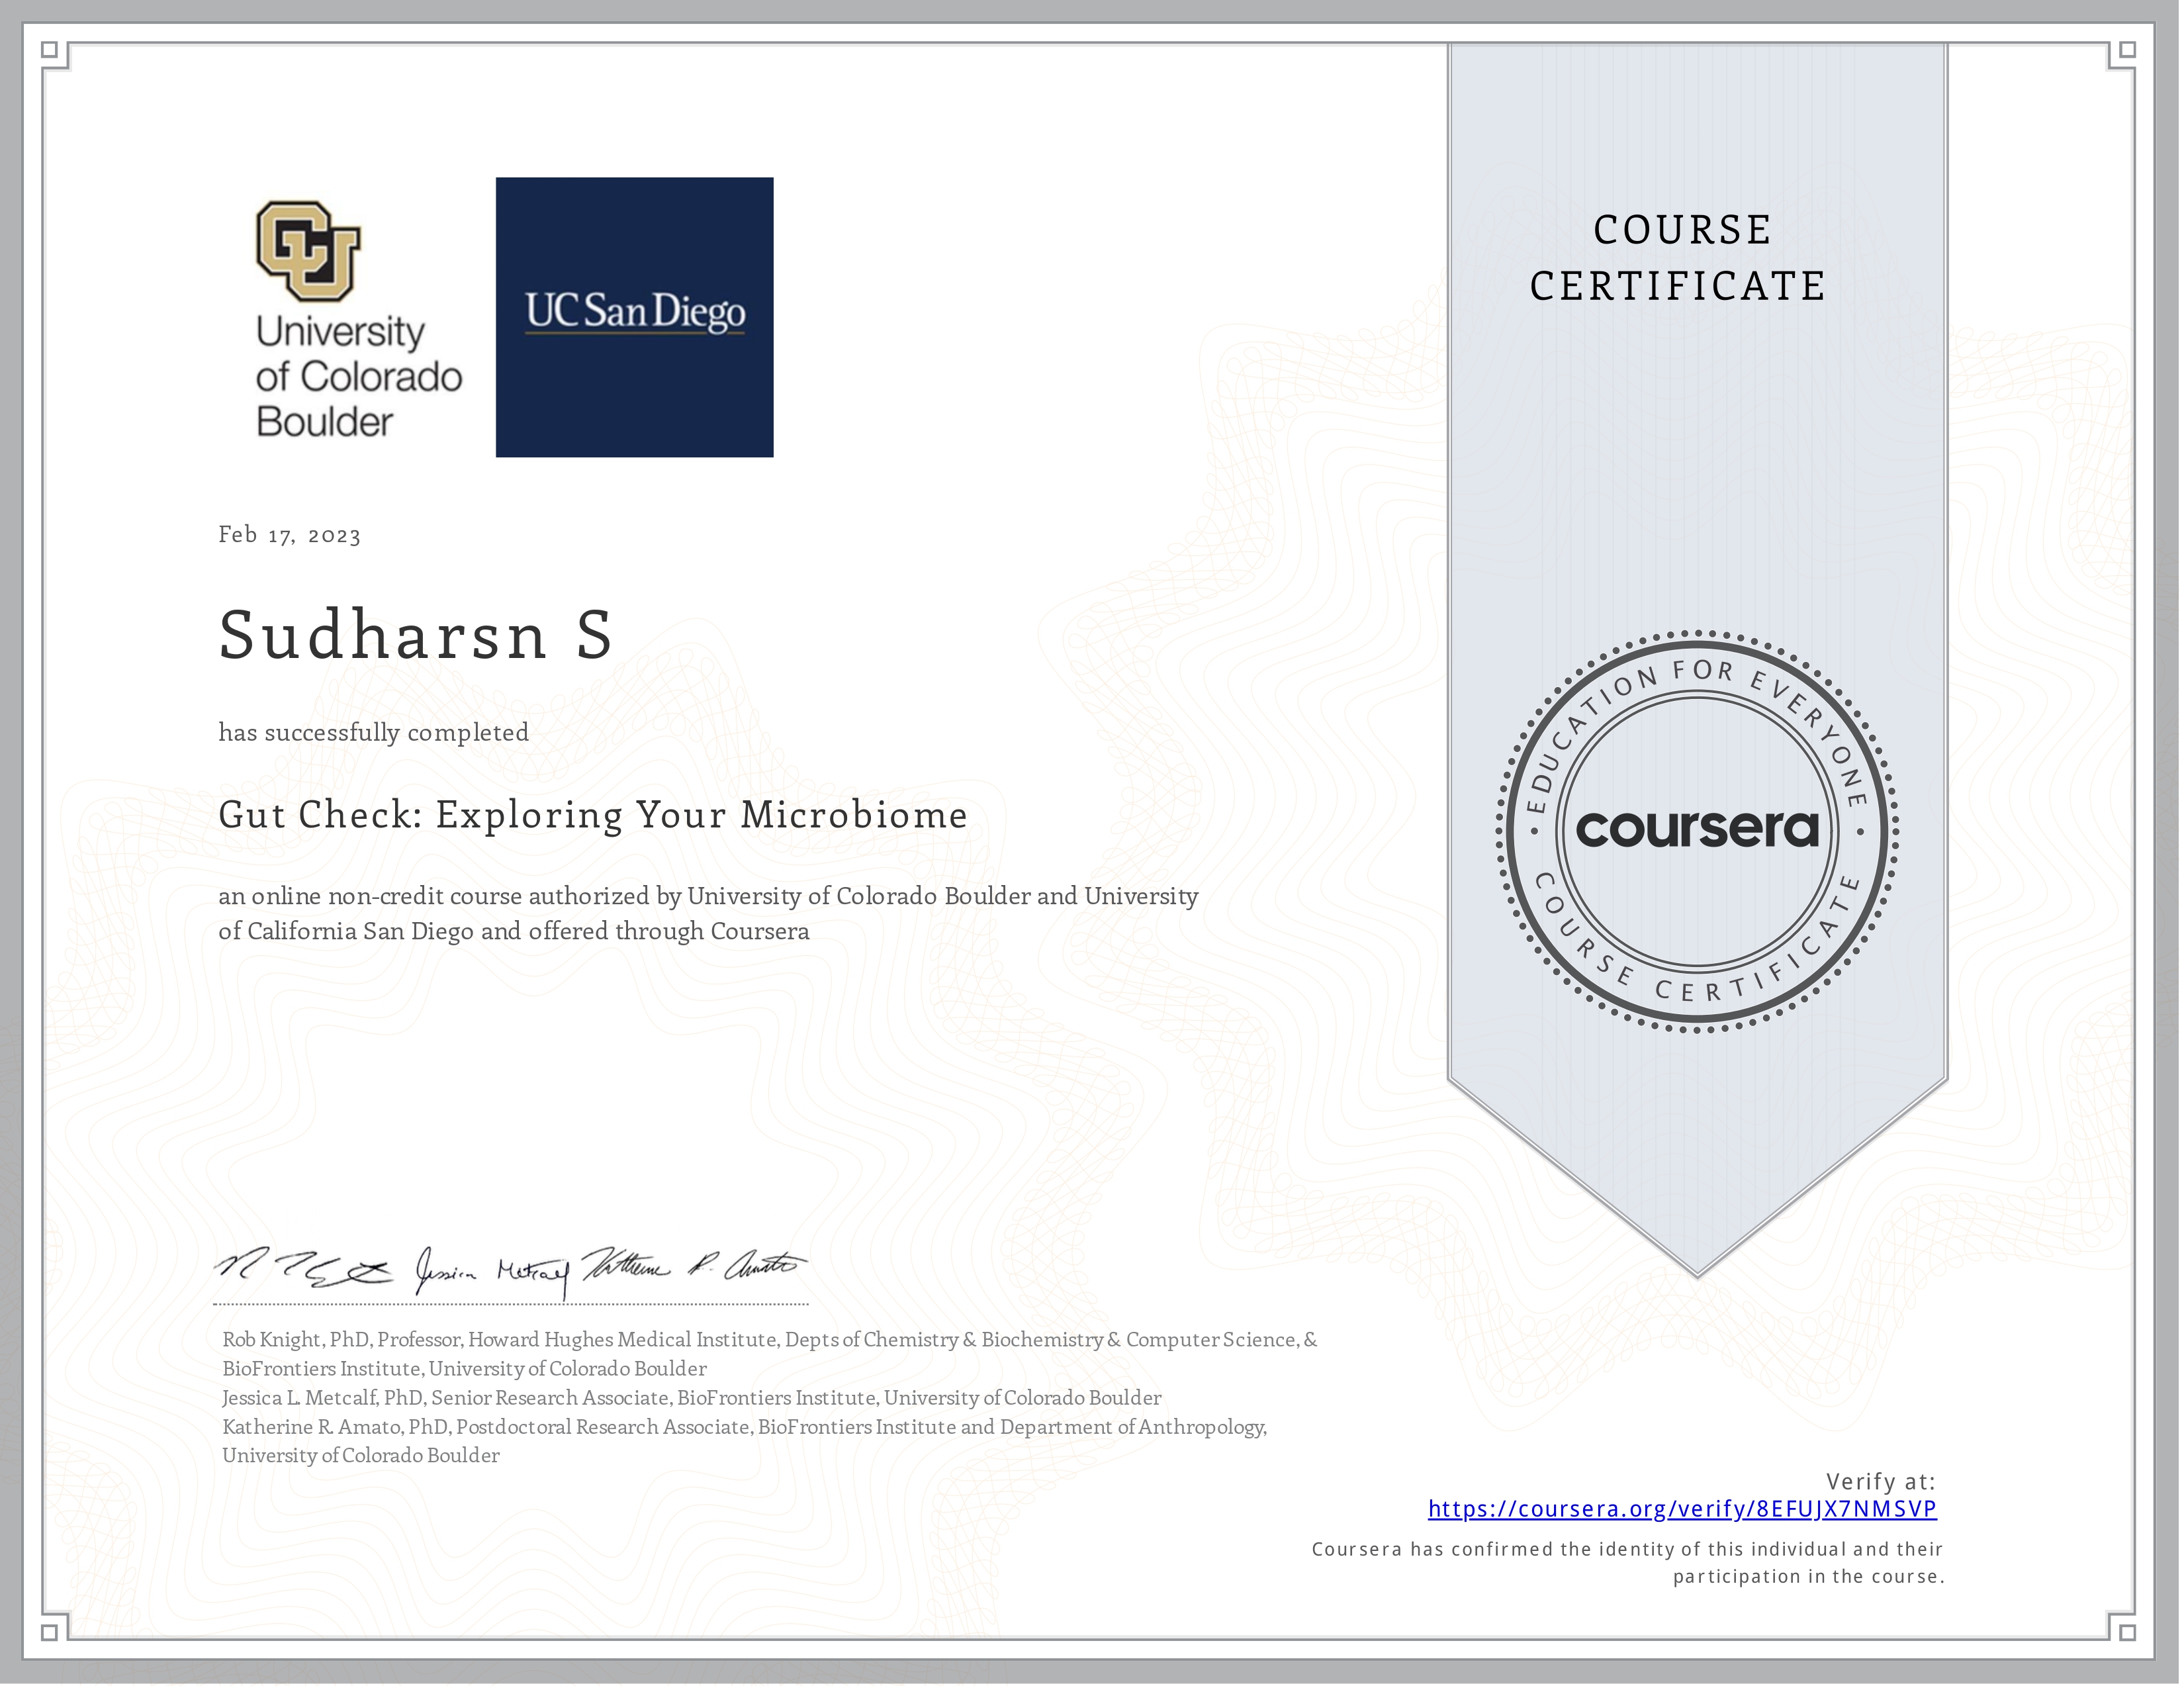 CU
University
of Colorado
Boulder
UC San Diego
COURSE
CERTIFICATE
Feb 17, 2023
Sudharsn S
has successfully completed
Gut Check: Exploring Your Microbiome
an online non-credit course authorized by University of Colorado Boulder and University
of California San Diego and offered through Coursera
EDUCATION FOR EVERYONE
coursera
COURSE CERTIFICATE
Jessica Metcalf Katherine R. Amato
Rob Knight, PhD, Professor, Howard Hughes Medical Institute, Depts of Chemistry & Biochemistry & Computer Science, &
BioFrontiers Institute, University of Colorado Boulder
Jessica L. Metcalf, PhD, Senior Research Associate, BioFrontiers Institute, University of Colorado Boulder
Katherine R. Amato, PhD, Postdoctoral Research Associate, BioFrontiers Institute and Department of Anthropology,
University of Colorado Boulder
Verify at:
https://coursera.org/verify/8EFUJX7NMSVP
Coursera has confirmed the identity of this individual and their
participation in the course.